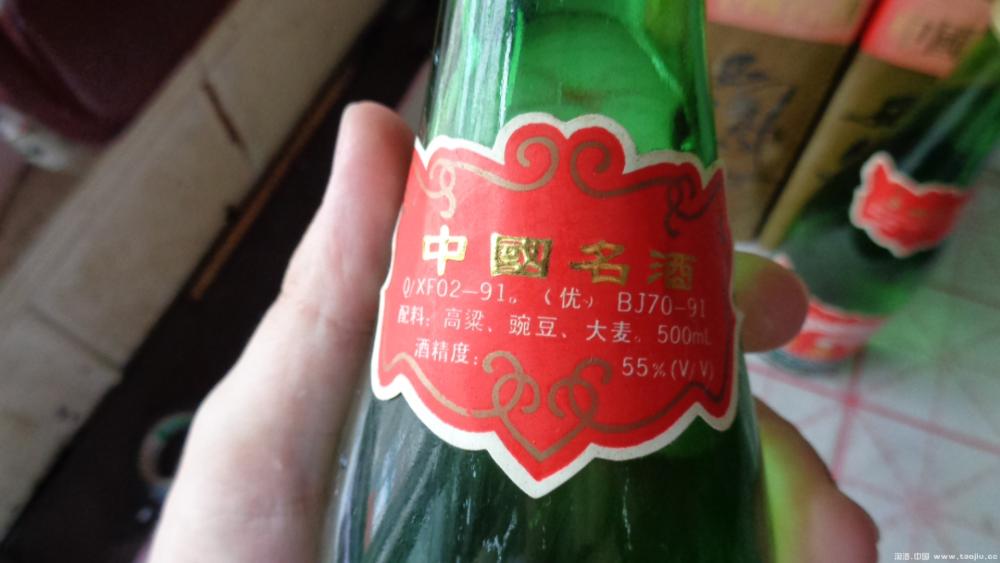 中國名酒
Q/XF02-91。(优) BJ70-91
配料:高粱、豌豆、大麦。500mL
酒精度: 55%(V/V)
淘酒.中国 www.taojiu.cc